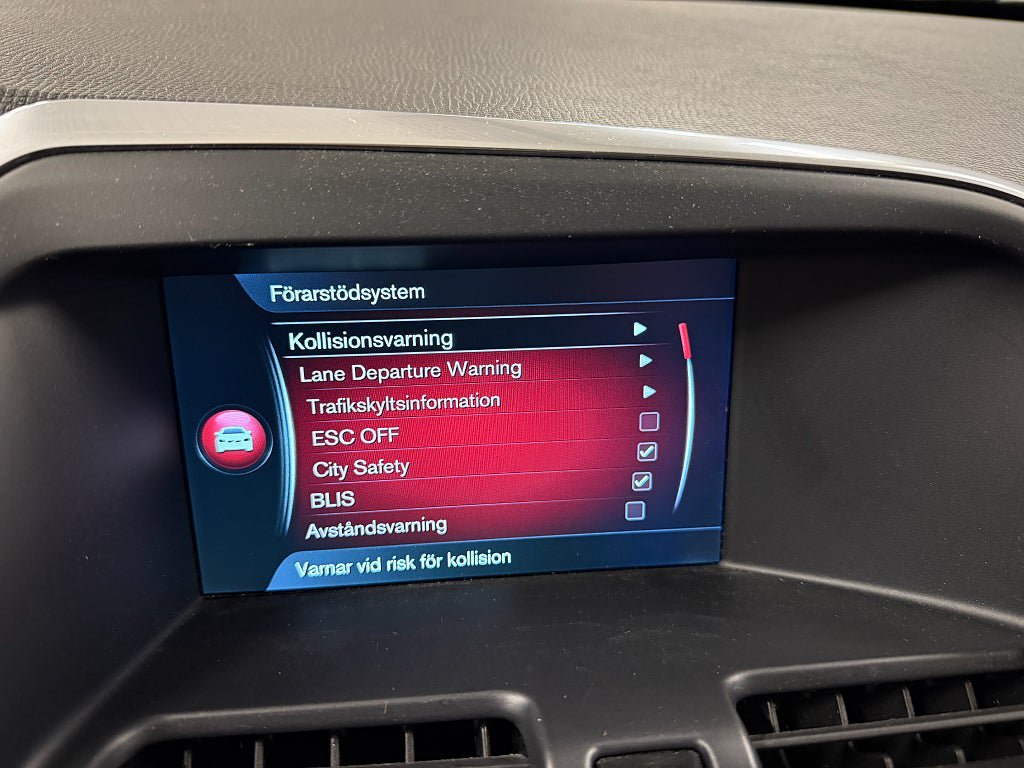 Förarstödsystem
Kollisionsvarning
Lane Departure Warning
Trafikskyltsinformation
ESC OFF
City Safety
BLIS
Avståndsvarning
Varnar vid risk för kollision